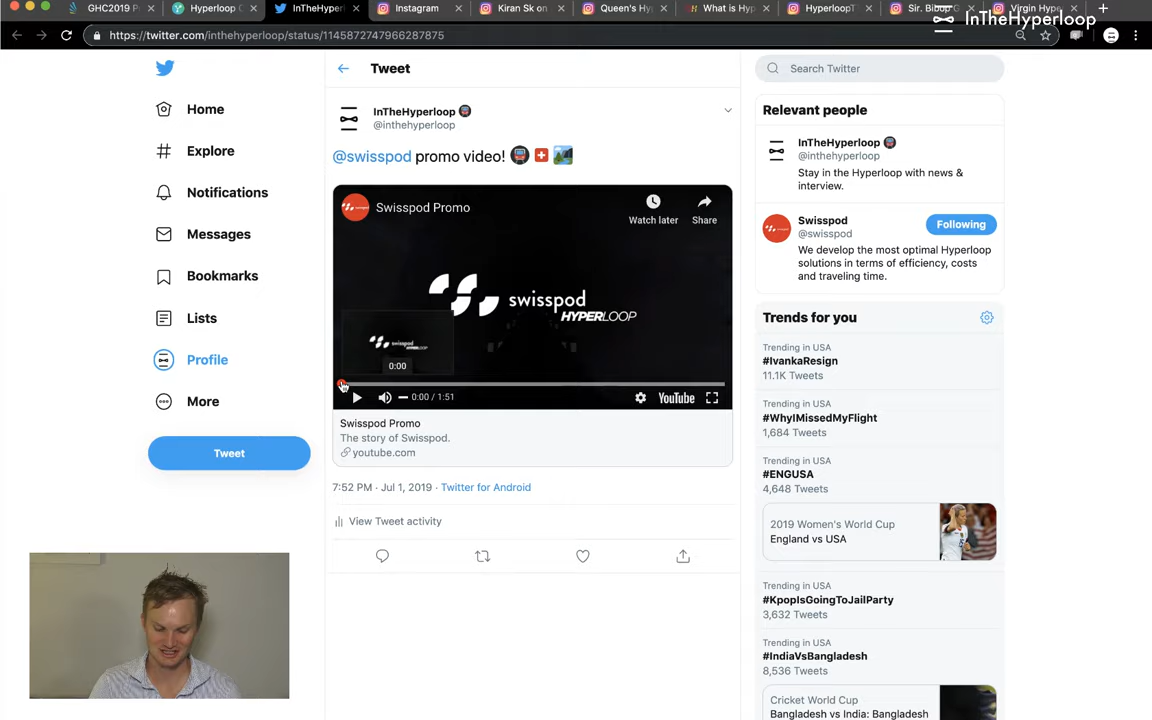 GHC2019 P
Hyperloop C
InTheHyperl
Instagram
Kiran Sk on
Queen's Hy
What is Hyp
HyperloopT
Sir. Bibop G
Virgin Hype
InTheHyperloop
https://twitter.com/inthehyperloop/status/1145872747966287875
Home
Explore
Notifications
Messages
Bookmarks
Lists
Profile
More
Tweet
Tweet
InTheHyperloop
@inthehyperloop
@swisspod promo video!
Swisspod Promo
Watch later
Share
swisspod
HYPERLOOP
swisspod
HYPERLOOP
0:00
0:00 / 1:51
YouTube
Swisspod Promo
The story of Swisspod.
youtube.com
7:52 PM · Jul 1, 2019 · Twitter for Android
View Tweet activity
Search Twitter
Relevant people
InTheHyperloop
@inthehyperloop
Stay in the Hyperloop with news &
interview.
Swisspod
@swisspod
Following
We develop the most optimal Hyperloop
solutions in terms of efficiency, costs
and traveling time.
Trends for you
Trending in USA
#IvankaResign
11.1K Tweets
Trending in USA
#WhyIMissedMyFlight
1,684 Tweets
Trending in USA
#ENGUSA
4,648 Tweets
2019 Women's World Cup
England vs USA
Trending in USA
#KpopIsGoingToJailParty
3,632 Tweets
Trending in USA
#IndiaVsBangladesh
8,536 Tweets
Cricket World Cup
Bangladesh vs India: Bangladesh